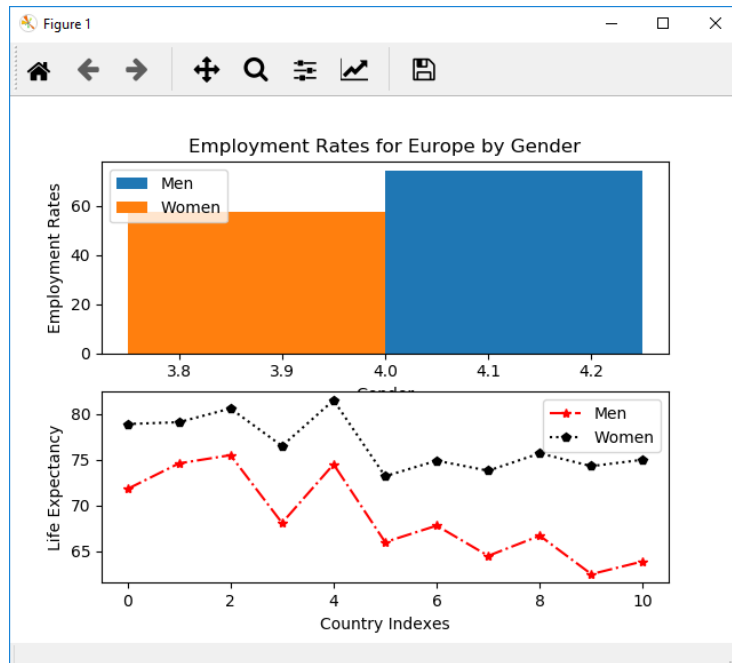 Figure 1
Employment Rates for Europe by Gender
Employment Rates
60
40
20
0
Men
Women
3.8 3.9 4.0 4.1 4.2
Gender
Life Expectancy
80
75
70
65
Men
Women
0 2 4 6 8 10
Country Indexes